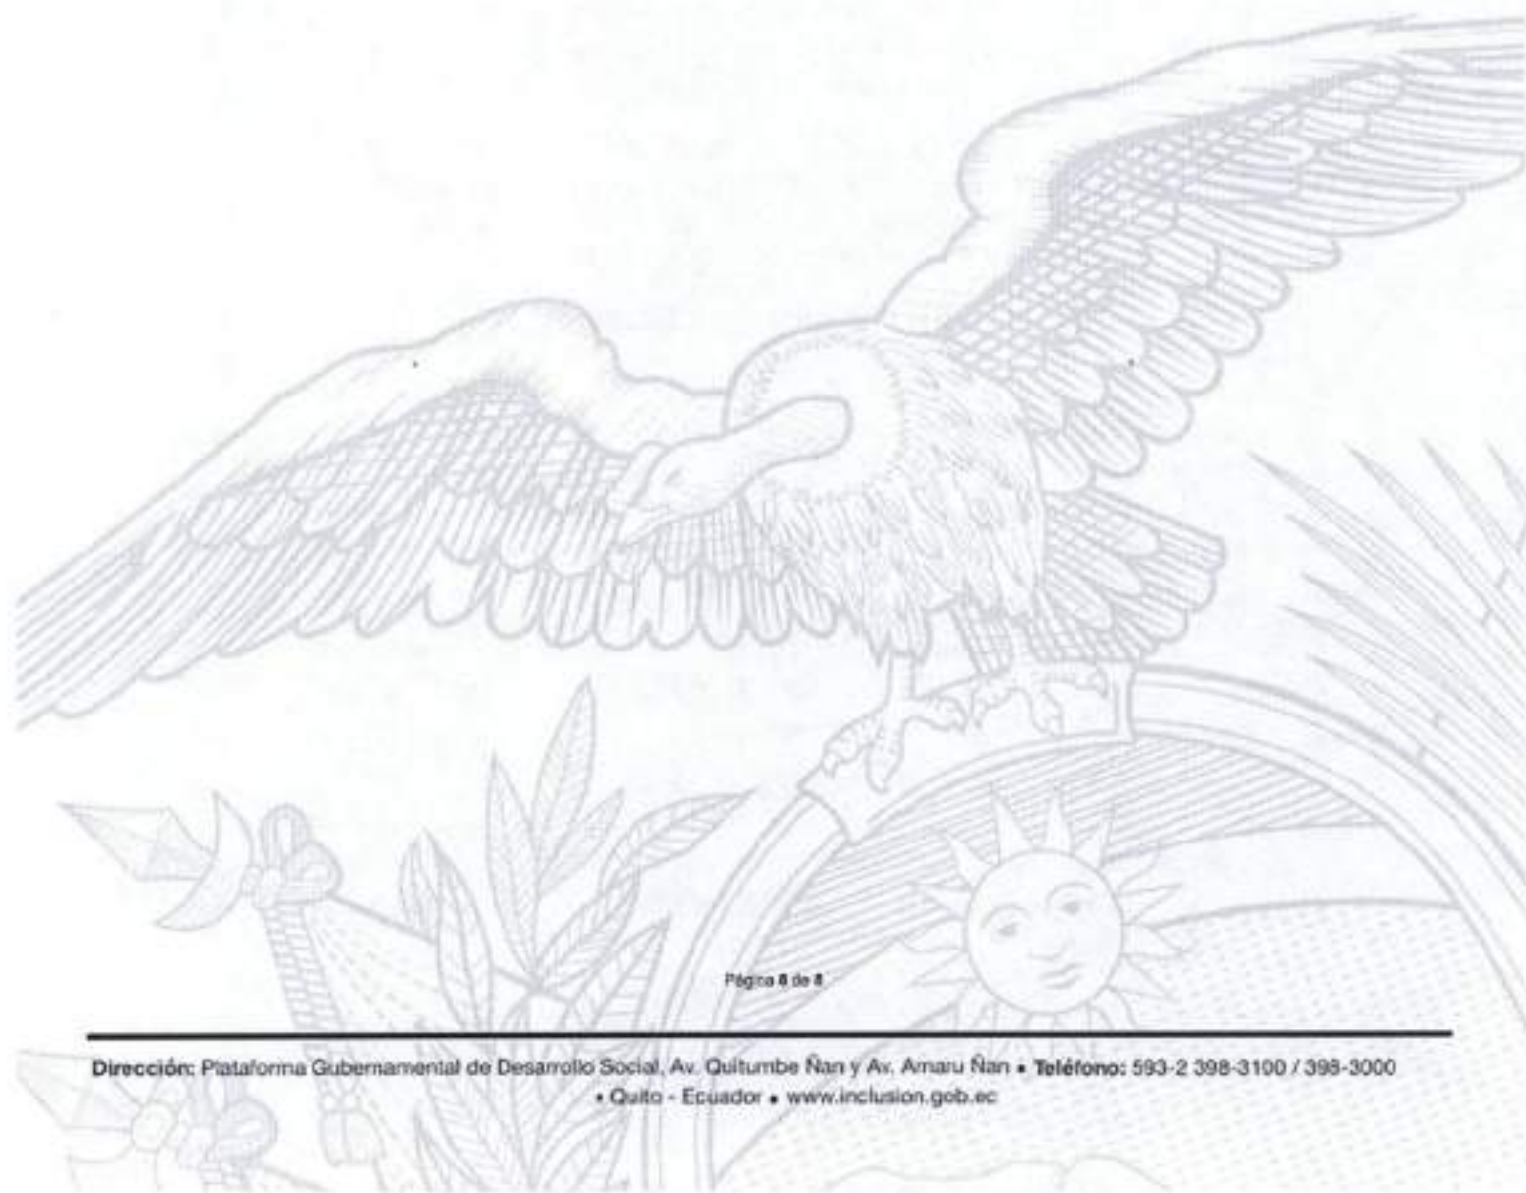 Página 8 de 8
Dirección: Plataforma Gubernamental de Desarrollo Social, Av. Quitumbe Ñan y Av. Amaru Ñan • Teléfono: 593-2 398-3100 / 398-3000
• Quito - Ecuador • www.inclusion.gob.ec